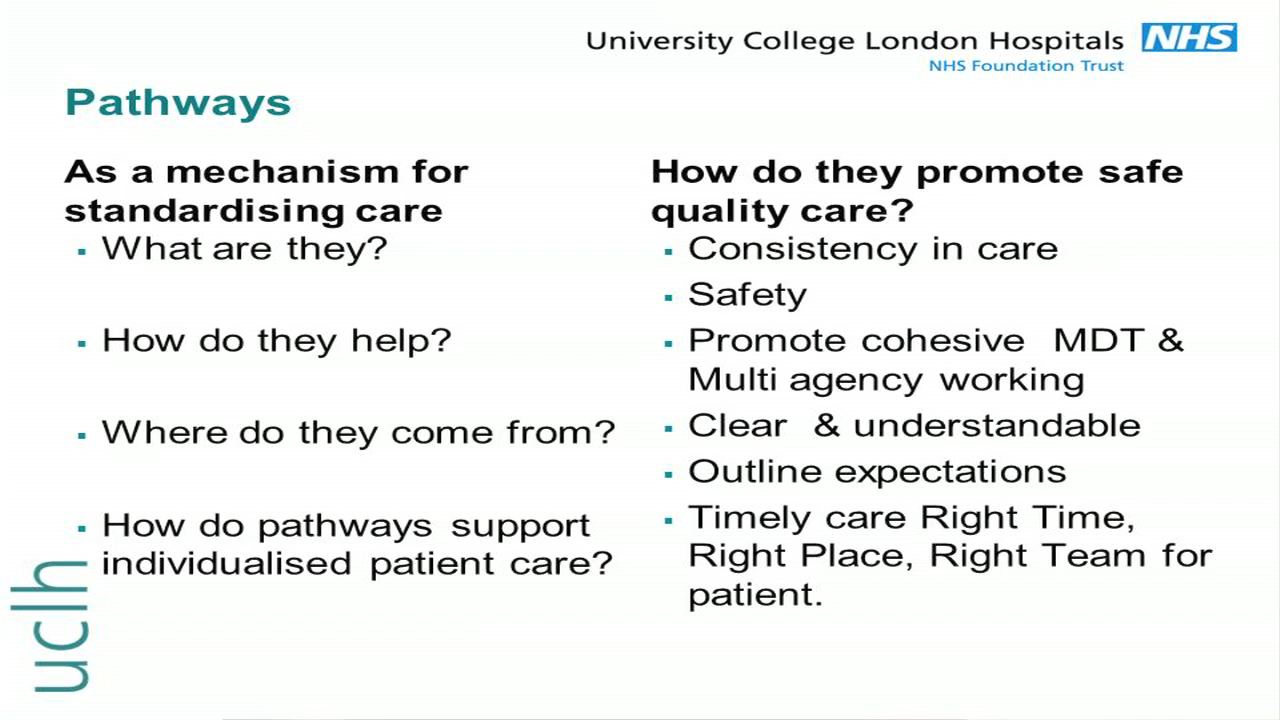 University College London Hospitals NHS
NHS Foundation Trust
Pathways
As a mechanism for
standardising care
▪ What are they?
▪ How do they help?
▪ Where do they come from?
▪ How do pathways support
individualised patient care?
How do they promote safe
quality care?
▪ Consistency in care
▪ Safety
▪ Promote cohesive MDT &
Multi agency working
▪ Clear & understandable
▪ Outline expectations
▪ Timely care Right Time,
Right Place, Right Team for
patient.
uclh